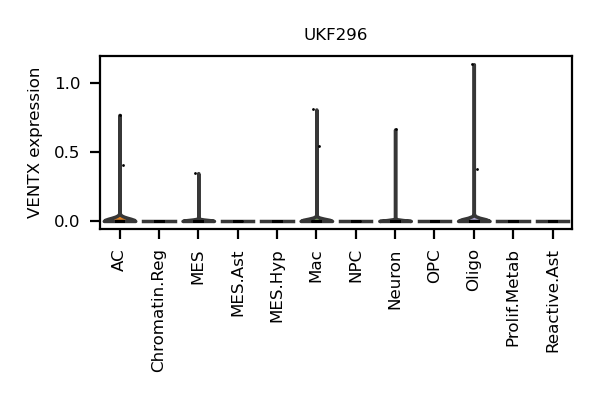 UKF296
VENTX expression
1.0
0.5
0.0
AC
Chromatin.Reg
MES
MES.Ast
MES.Hyp
Mac
NPC
Neuron
OPC
Oligo
Prolif.Metab
Reactive.Ast